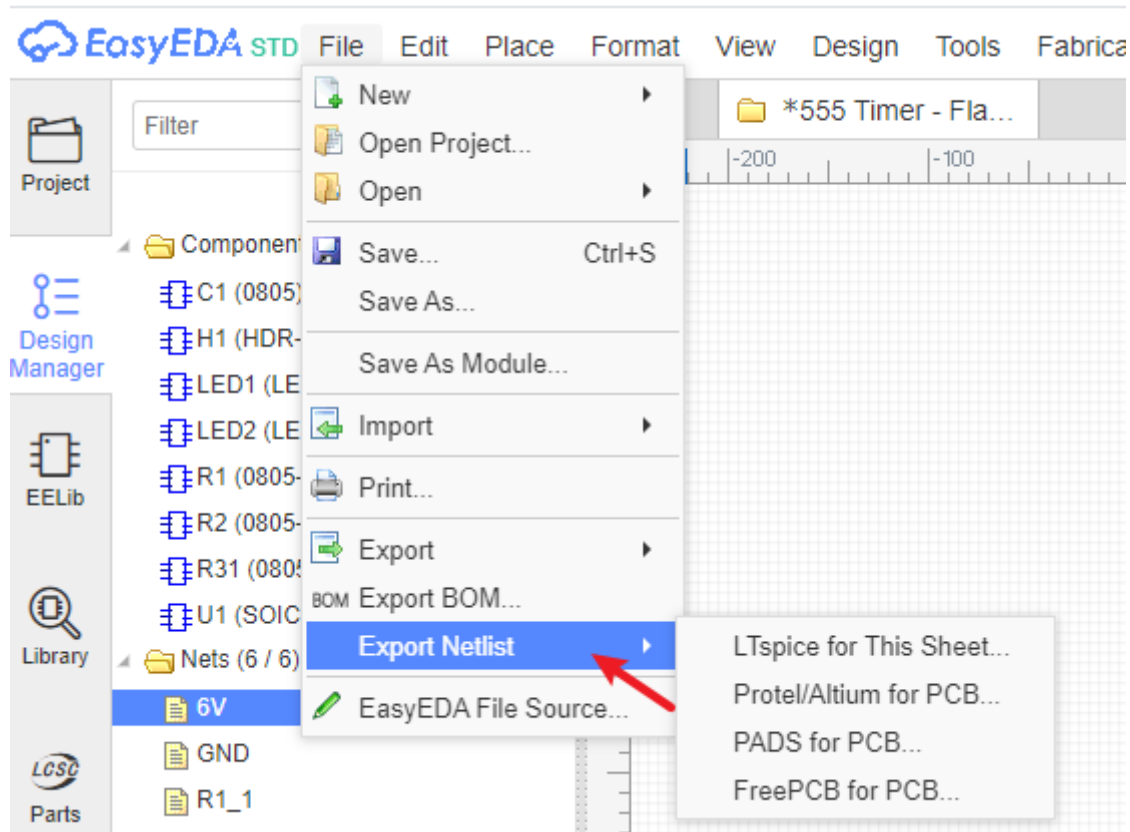 EasyEDA STD File Edit Place Format View Design Tools Fabrica
Project
Design
Manager
EELib
Library
LCSC
Parts
Filter
Componen
C1 (0805)
H1 (HDR-
LED1 (LE
LED2 (LE
R1 (0805-
R2 (0805-
R31 (080
U1 (SOIC
Nets (6 / 6)
6V
GND
R1_1
New
Open Project...
Open
Save... Ctrl+S
Save As...
Save As Module...
Import
Print...
Export
BOM Export BOM...
Export Netlist
EasyEDA File Source...
LTspice for This Sheet...
Protel/Altium for PCB...
PADS for PCB...
FreePCB for PCB...
*555 Timer - Fla...
-200 -100